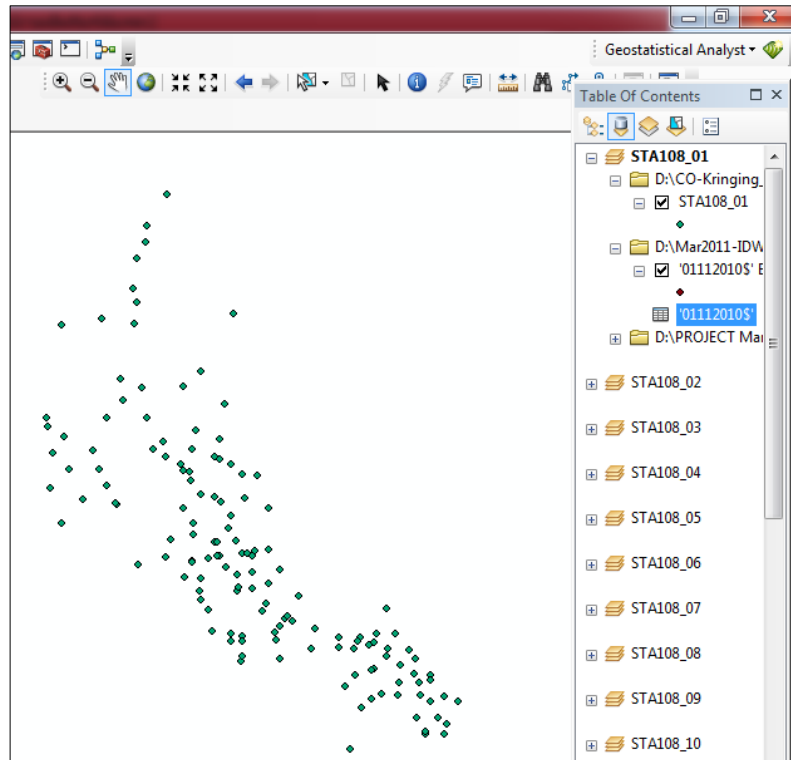 Geostatistical Analyst
Table Of Contents
STA108_01
D:\CO-Kringing_
STA108_01
D:\Mar2011-IDW
'01112010$' E
'01112010$'
D:\PROJECT Mar
STA108_02
STA108_03
STA108_04
STA108_05
STA108_06
STA108_07
STA108_08
STA108_09
STA108_10